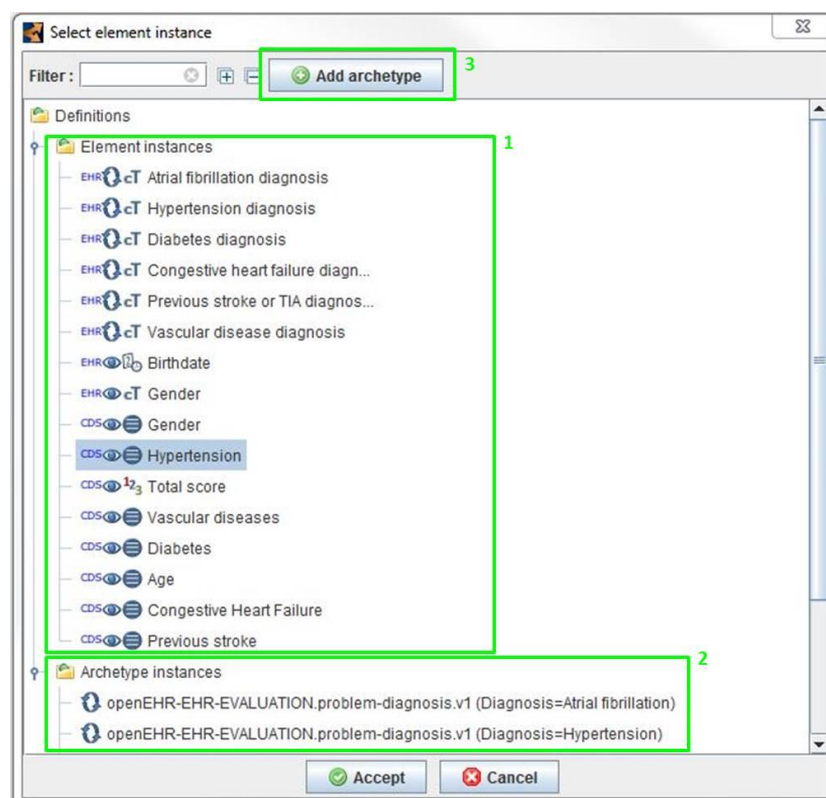 Select element instance
Filter : Add archetype 3
Definitions
Element instances 1
EHR cT Atrial fibrillation diagnosis
EHR cT Hypertension diagnosis
EHR cT Diabetes diagnosis
EHR cT Congestive heart failure diagn...
EHR cT Previous stroke or TIA diagnos...
EHR cT Vascular disease diagnosis
EHR Birthdate
EHR cT Gender
CDS Gender
CDS Hypertension
CDS 123 Total score
CDS Vascular diseases
CDS Diabetes
CDS Age
CDS Congestive Heart Failure
CDS Previous stroke
Archetype instances 2
openEHR-EHR-EVALUATION.problem-diagnosis.v1 (Diagnosis=Atrial fibrillation)
openEHR-EHR-EVALUATION.problem-diagnosis.v1 (Diagnosis=Hypertension)
Accept Cancel